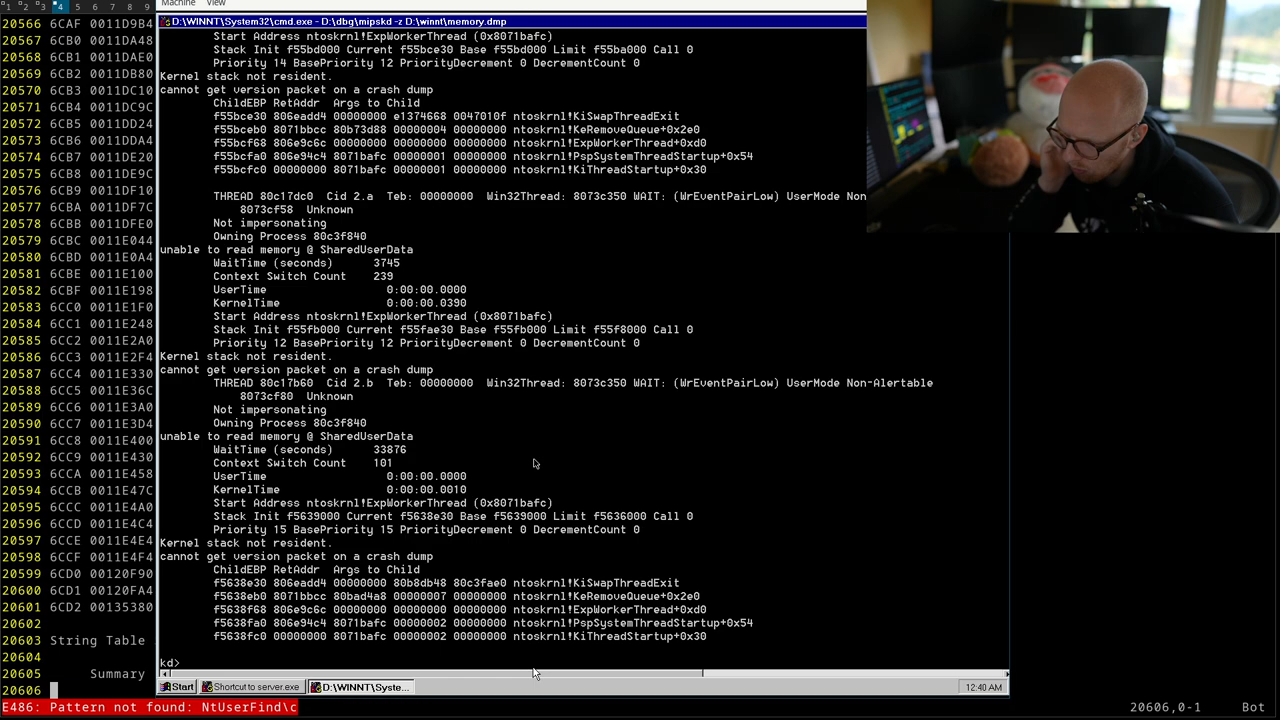 Machine View
1 2 3 4 5 6 7 8 9
20566 6CAF 0011D9B4
20567 6CB0 0011DA48
20568 6CB1 0011DAE0
20569 6CB2 0011DB80
20570 6CB3 0011DC10
20571 6CB4 0011DC9C
20572 6CB5 0011DD24
20573 6CB6 0011DDA4
20574 6CB7 0011DE20
20575 6CB8 0011DE9C
20576 6CB9 0011DF10
20577 6CBA 0011DF7C
20578 6CBB 0011DFE0
20579 6CBC 0011E044
20580 6CBD 0011E0A4
20581 6CBE 0011E100
20582 6CBF 0011E198
20583 6CC0 0011E1F0
20584 6CC1 0011E248
20585 6CC2 0011E2A0
20586 6CC3 0011E2F4
20587 6CC4 0011E330
20588 6CC5 0011E36C
20589 6CC6 0011E3A0
20590 6CC7 0011E3D4
20591 6CC8 0011E400
20592 6CC9 0011E430
20593 6CCA 0011E458
20594 6CCB 0011E47C
20595 6CCC 0011E4A0
20596 6CCD 0011E4C4
20597 6CCE 0011E4E4
20598 6CCF 0011E4F4
20599 6CD0 00120F90
20600 6CD1 00120FA4
20601 6CD2 00135380
20602
20603 String Table
20604
20605 Summary
20606
D:\WINNT\System32\cmd.exe - D:\dbg\mipskd -z D:\winnt\memory.dmp
Start Address ntoskrnl!ExpWorkerThread (0x8071bafc)
Stack Init f55bd000 Current f55bce30 Base f55bd000 Limit f55ba000 Call 0
Priority 14 BasePriority 12 PriorityDecrement 0 DecrementCount 0
Kernel stack not resident.
cannot get version packet on a crash dump
ChildEBP RetAddr Args to Child
f55bce30 806eadd4 00000000 e1374668 0047010f ntoskrnl!KiSwapThreadExit
f55bceb0 8071bbcc 80b73d88 00000004 00000000 ntoskrnl!KeRemoveQueue+0x2e0
f55bcf68 806e9c6c 00000000 00000000 00000000 ntoskrnl!ExpWorkerThread+0xd0
f55bcfa0 806e94c4 8071bafc 00000001 00000000 ntoskrnl!PspSystemThreadStartup+0x54
f55bcfc0 00000000 8071bafc 00000001 00000000 ntoskrnl!KiThreadStartup+0x30
THREAD 80c17dc0 Cid 2.a Teb: 00000000 Win32Thread: 8073c350 WAIT: (WrEventPairLow) UserMode Non
8073cf58 Unknown
Not impersonating
Owning Process 80c3f840
unable to read memory @ SharedUserData
WaitTime (seconds) 3745
Context Switch Count 239
UserTime 0:00:00.0000
KernelTime 0:00:00.0390
Start Address ntoskrnl!ExpWorkerThread (0x8071bafc)
Stack Init f55fb000 Current f55fae30 Base f55fb000 Limit f55f8000 Call 0
Priority 12 BasePriority 12 PriorityDecrement 0 DecrementCount 0
Kernel stack not resident.
cannot get version packet on a crash dump
THREAD 80c17b60 Cid 2.b Teb: 00000000 Win32Thread: 8073c350 WAIT: (WrEventPairLow) UserMode Non-Alertable
8073cf80 Unknown
Not impersonating
Owning Process 80c3f840
unable to read memory @ SharedUserData
WaitTime (seconds) 33876
Context Switch Count 101
UserTime 0:00:00.0000
KernelTime 0:00:00.0010
Start Address ntoskrnl!ExpWorkerThread (0x8071bafc)
Stack Init f5639000 Current f5638e30 Base f5639000 Limit f5636000 Call 0
Priority 15 BasePriority 15 PriorityDecrement 0 DecrementCount 0
Kernel stack not resident.
cannot get version packet on a crash dump
ChildEBP RetAddr Args to Child
f5638e30 806eadd4 00000000 80b8db48 80c3fae0 ntoskrnl!KiSwapThreadExit
f5638eb0 8071bbcc 80bad4a8 00000007 00000000 ntoskrnl!KeRemoveQueue+0x2e0
f5638f68 806e9c6c 00000000 00000000 00000000 ntoskrnl!ExpWorkerThread+0xd0
f5638fa0 806e94c4 8071bafc 00000002 00000000 ntoskrnl!PspSystemThreadStartup+0x54
f5638fc0 00000000 8071bafc 00000002 00000000 ntoskrnl!KiThreadStartup+0x30
kd>
Start Shortcut to server.exe D:\WINNT\Syste... 12:40 AM
E486: Pattern not found: NtUserFind\c 20606,0-1 Bot